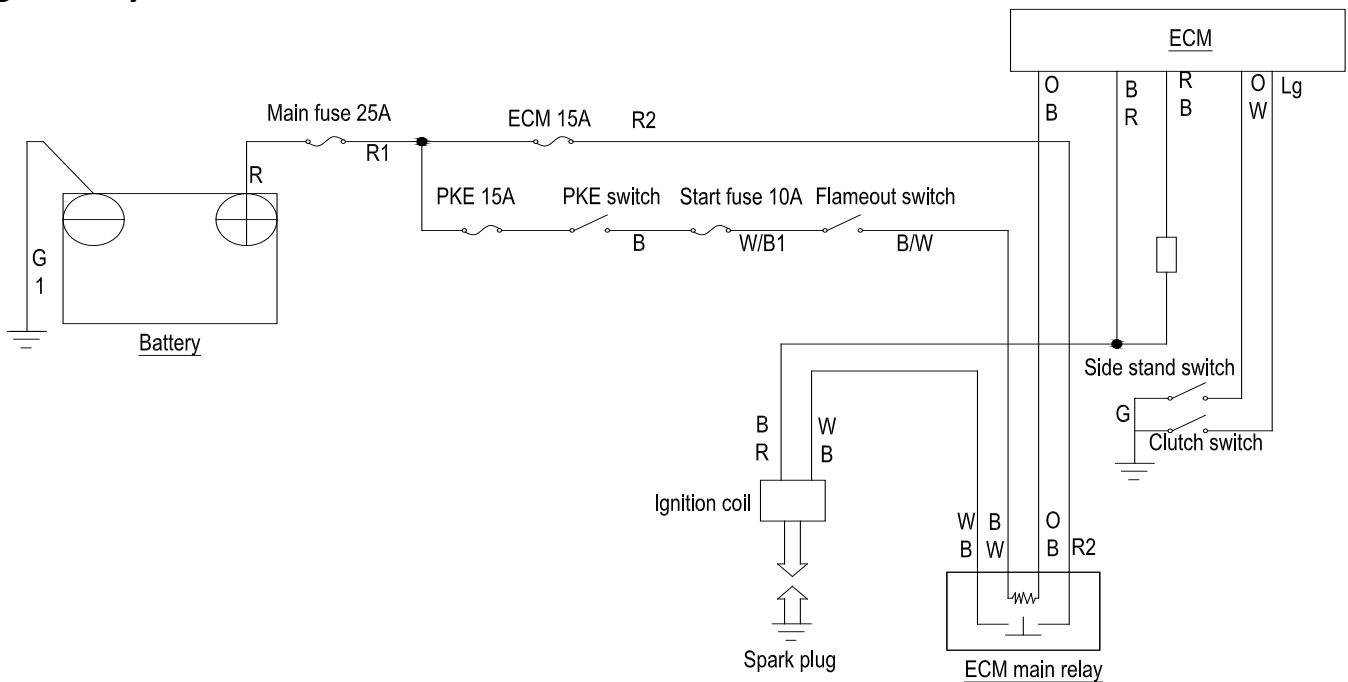 ECM
O
B
B
R
R
B
O
W
Lg
Main fuse 25A
ECM 15A
R2
R1
R
PKE 15A
PKE switch
Start fuse 10A
Flameout switch
B
W/B1
B/W
G
1
Battery
Side stand switch
G
Clutch switch
B
R
W
B
Ignition coil
W
B
B
W
O
B
R2
Spark plug
ECM main relay